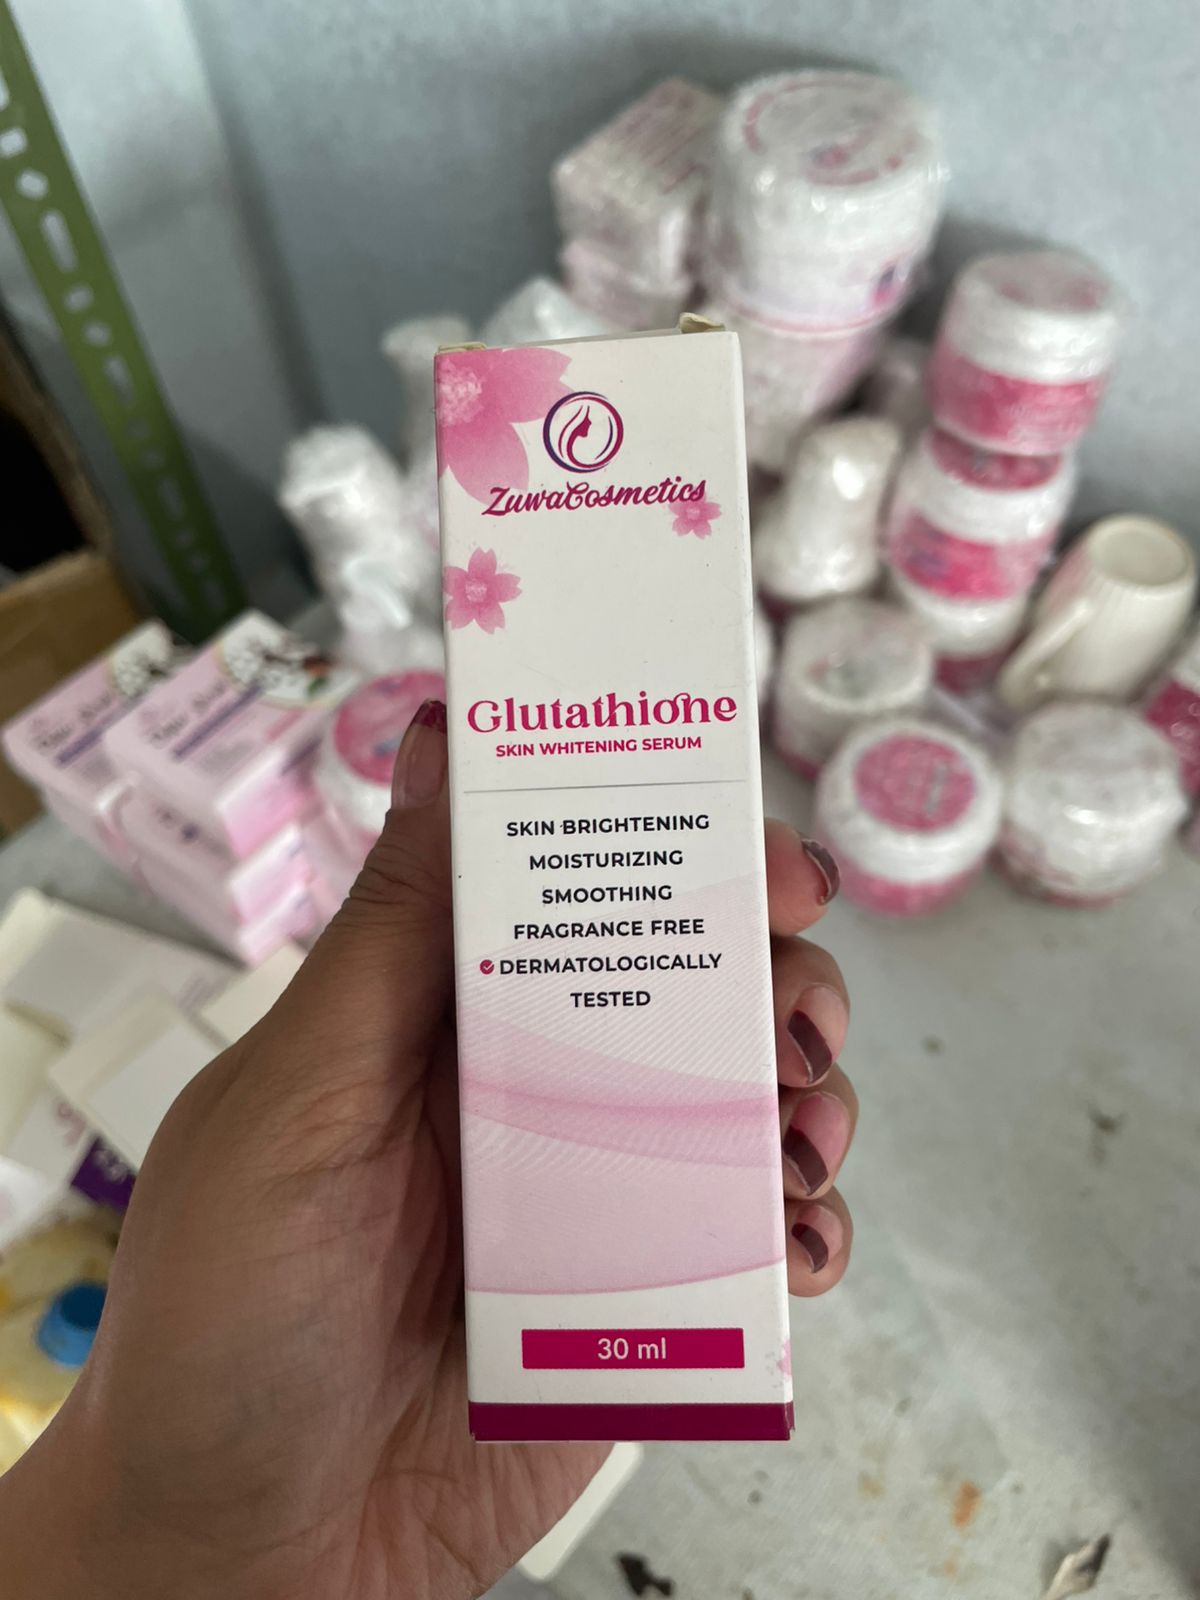 ZuwaCosmetics
Glutathione
SKIN WHITENING SERUM
SKIN BRIGHTENING
MOISTURIZING
SMOOTHING
FRAGRANCE FREE
DERMATOLOGICALLY
TESTED
30 ml